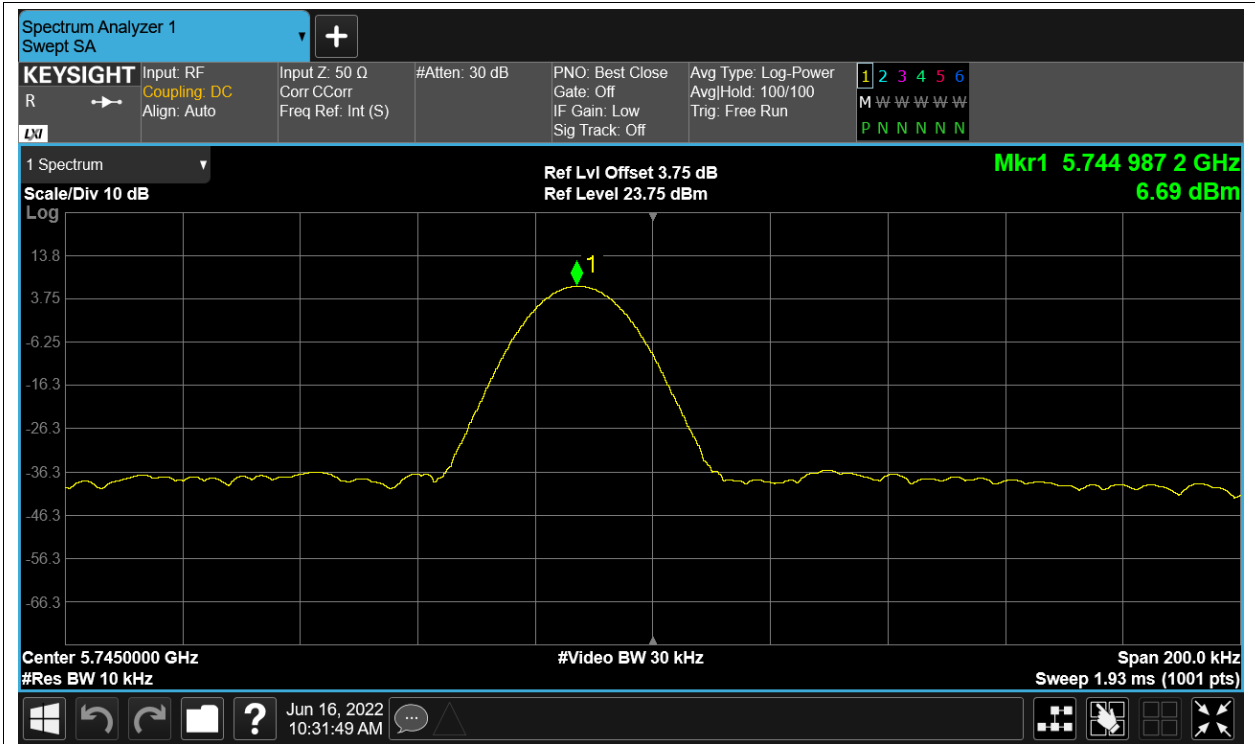 Spectrum Analyzer 1
Swept SA
KEYSIGHT
R
LXI
Input: RF
Coupling: DC
Align: Auto
Input Z: 50 Ω
Corr CCorr
Freq Ref: Int (S)
#Atten: 30 dB
PNO: Best Close
Gate: Off
IF Gain: Low
Sig Track: Off
Avg Type: Log-Power
Avg|Hold: 100/100
Trig: Free Run
1 2 3 4 5 6
M W W W W W
P N N N N N
1 Spectrum
Scale/Div 10 dB
Log
Ref Lvl Offset 3.75 dB
Ref Level 23.75 dBm
Mkr1 5.744 987 2 GHz
6.69 dBm
1
13.8
3.75
-6.25
-16.3
-26.3
-36.3
-46.3
-56.3
-66.3
Center 5.7450000 GHz
#Res BW 10 kHz
#Video BW 30 kHz
Span 200.0 kHz
Sweep 1.93 ms (1001 pts)
?
Jun 16, 2022
10:31:49 AM